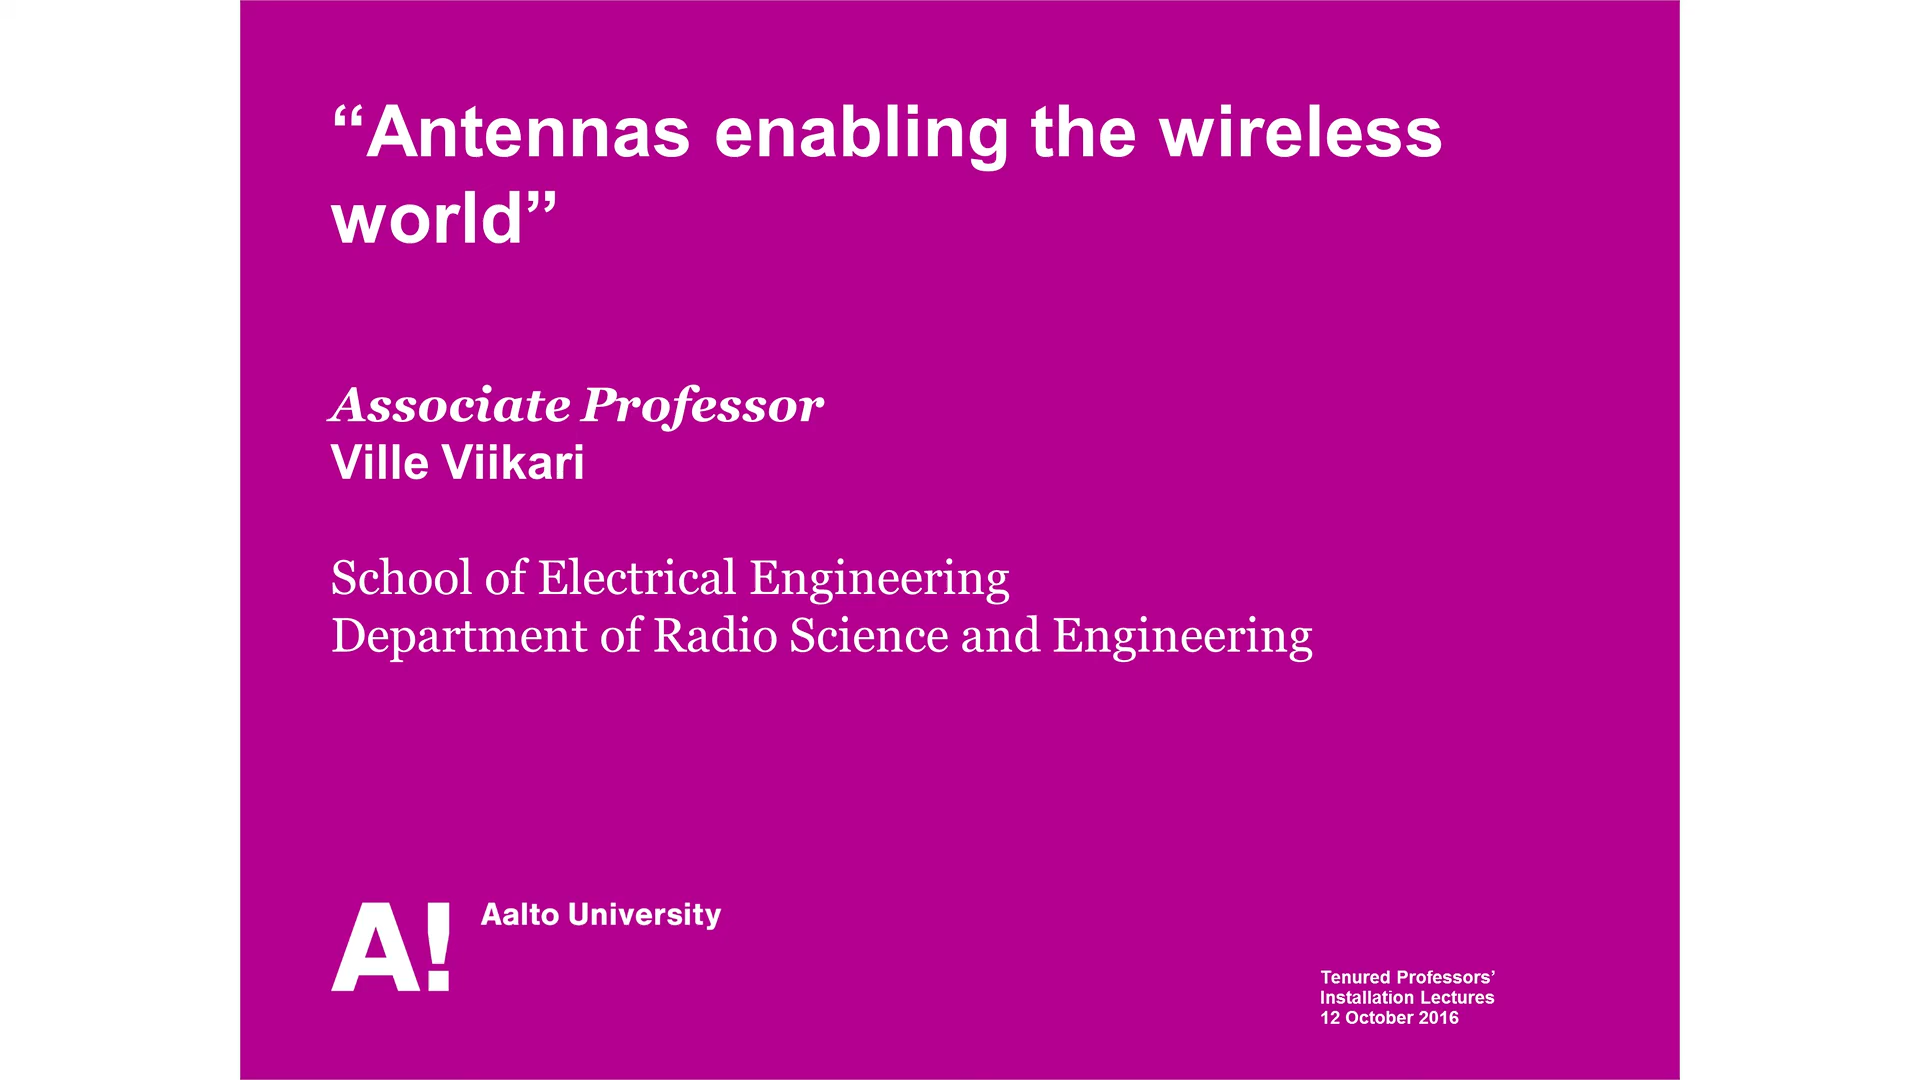 “Antennas enabling the wireless
world”
Associate Professor
Ville Viikari
School of Electrical Engineering
Department of Radio Science and Engineering
A!
Aalto University
Tenured Professors’
Installation Lectures
12 October 2016